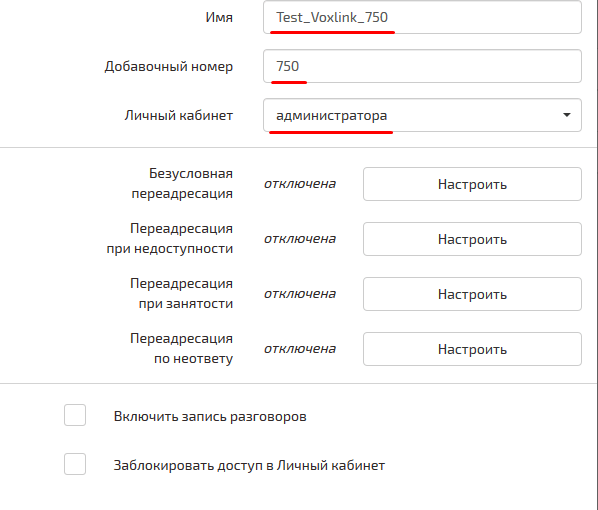 Имя Test_Voxlink_750
Добавочный номер 750
Личный кабинет администратора
Безусловная
переадресация отключена Настроить
Переадресация
при недоступности отключена Настроить
Переадресация
при занятости отключена Настроить
Переадресация
по неответу отключена Настроить
Включить запись разговоров
Заблокировать доступ в Личный кабинет